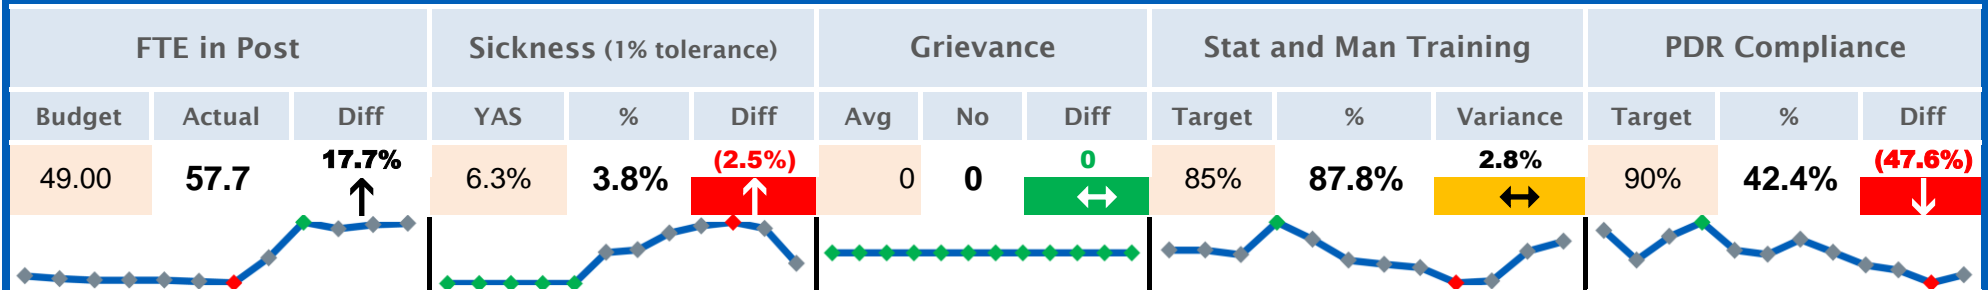 FTE in Post Sickness (1% tolerance) Grievance Stat and Man Training PDR Compliance
Budget Actual Diff YAS % Diff Avg No Diff Target % Variance Target % Diff
49.00 57.7 17.7% 6.3% 3.8% (2.5%) 0 0 0 85% 87.8% 2.8% 90% 42.4% (47.6%)